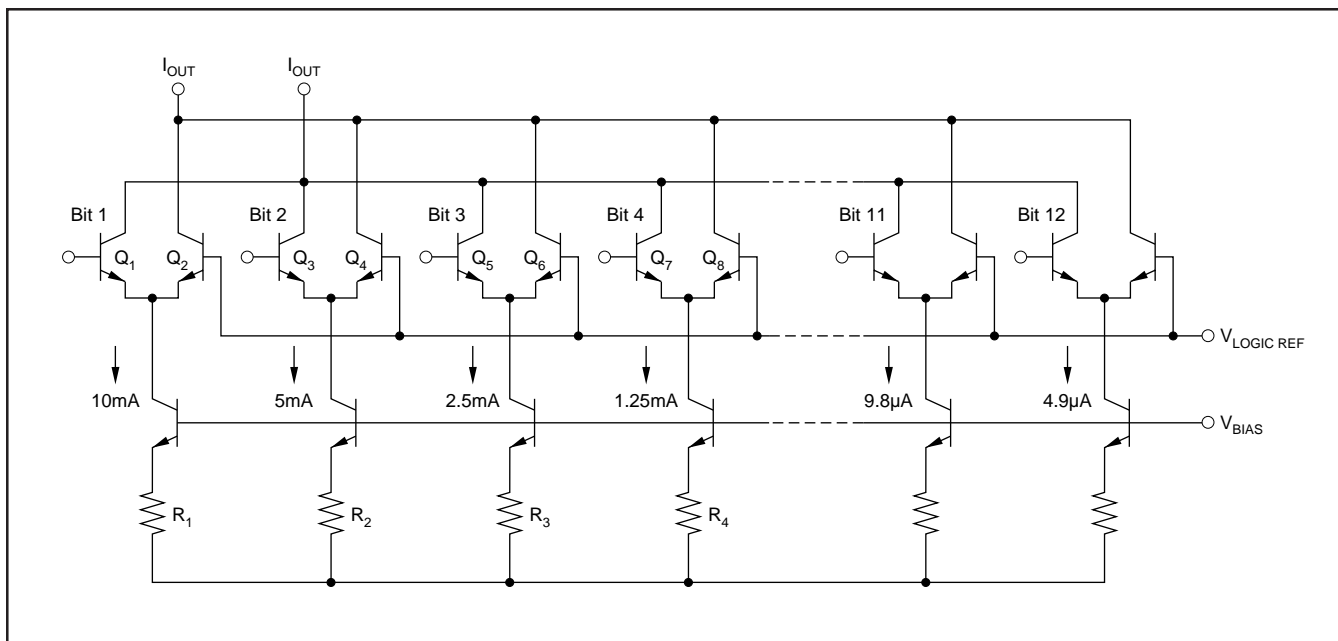 I_OUT I_OUT
Bit 1 Bit 2 Bit 3 Bit 4 Bit 11 Bit 12
Q_1 Q_2 Q_3 Q_4 Q_5 Q_6 Q_7 Q_8
V_LOGIC REF
10mA 5mA 2.5mA 1.25mA 9.8µA 4.9µA
V_BIAS
R_1 R_2 R_3 R_4